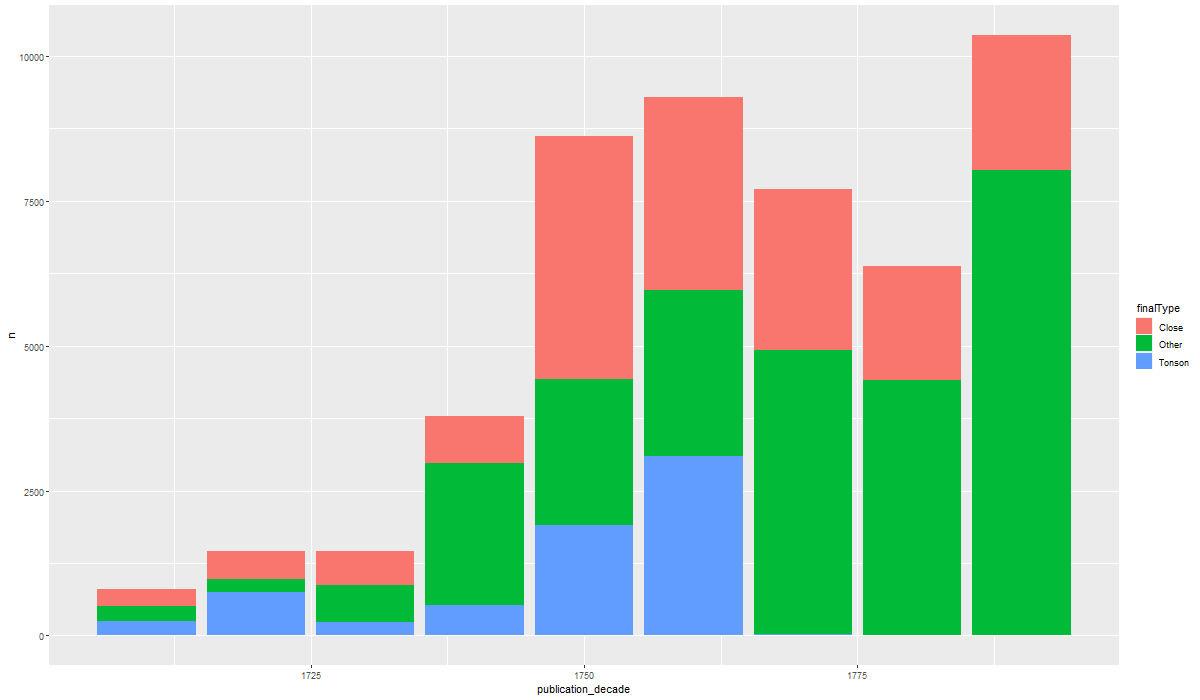 10000
7500
5000
2500
0
n
1725
1750
1775
publication_decade
finalType
Close
Other
Tonson